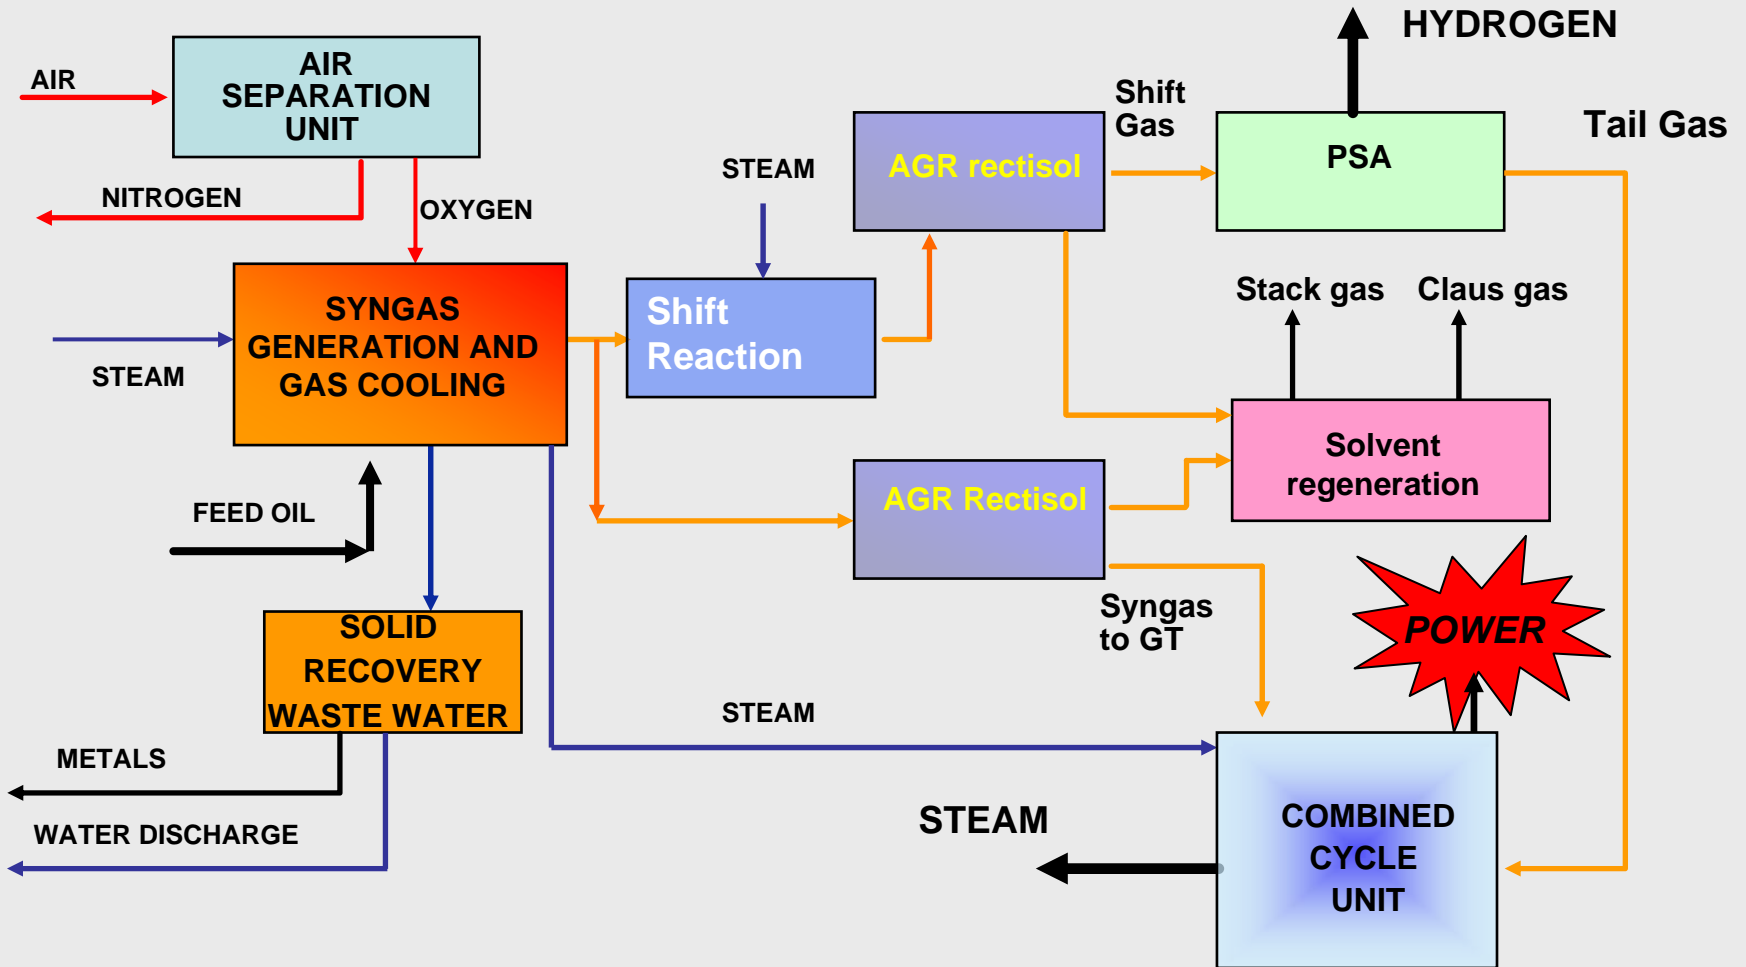 HYDROGEN
AIR
AIR
SEPARATION
UNIT
Shift
Gas
Tail Gas
PSA
STEAM
AGR rectisol
NITROGEN
OXYGEN
Stack gas
Claus gas
SYNGAS
GENERATION AND
GAS COOLING
Shift
Reaction
STEAM
Solvent
regeneration
AGR Rectisol
FEED OIL
Syngas
to GT
POWER
SOLID
RECOVERY
WASTE WATER
STEAM
METALS
STEAM
COMBINED
CYCLE
UNIT
WATER DISCHARGE